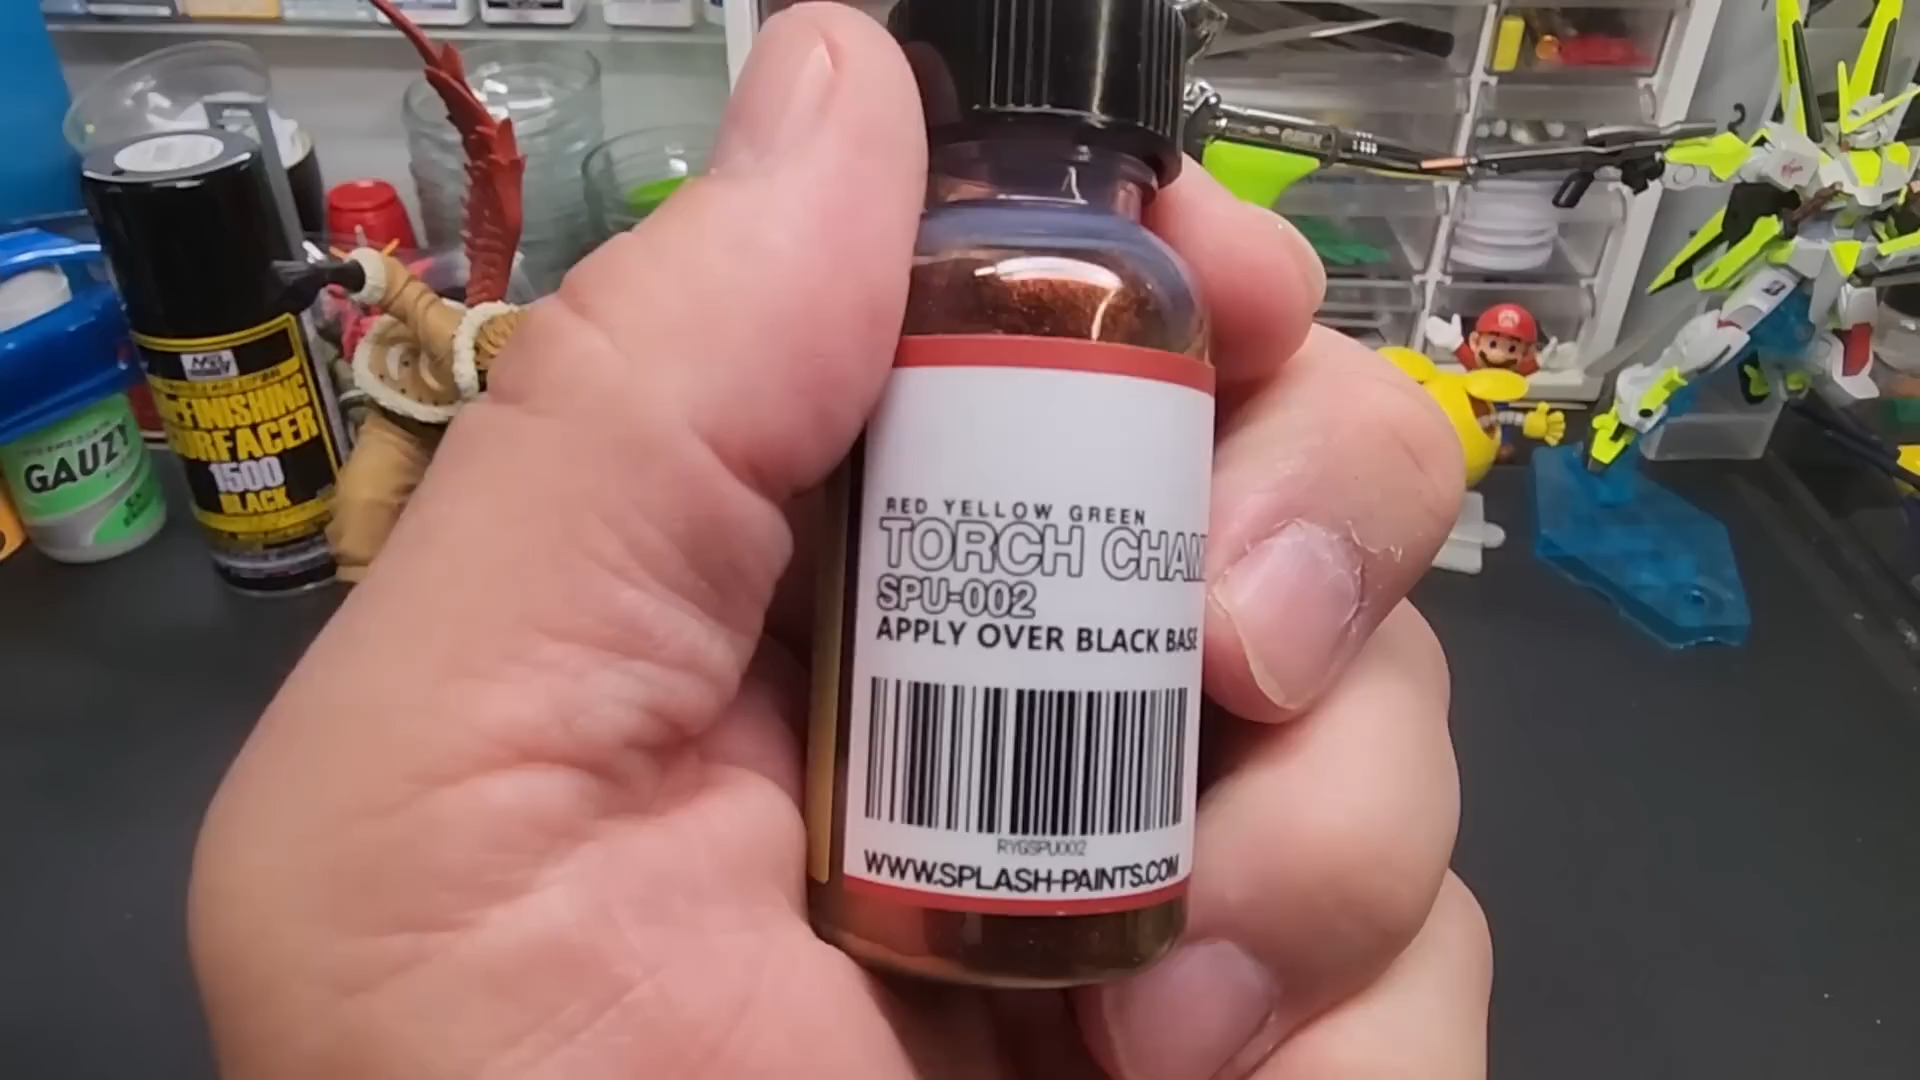 RED YELLOW GREEN
TORCH CHAM
SPU-002
APPLY OVER BLACK BASE
RYGSPU002
WWW.SPLASH-PAINTS.COM
FINISHING
SURFACER
1500
BLACK
GAUZY